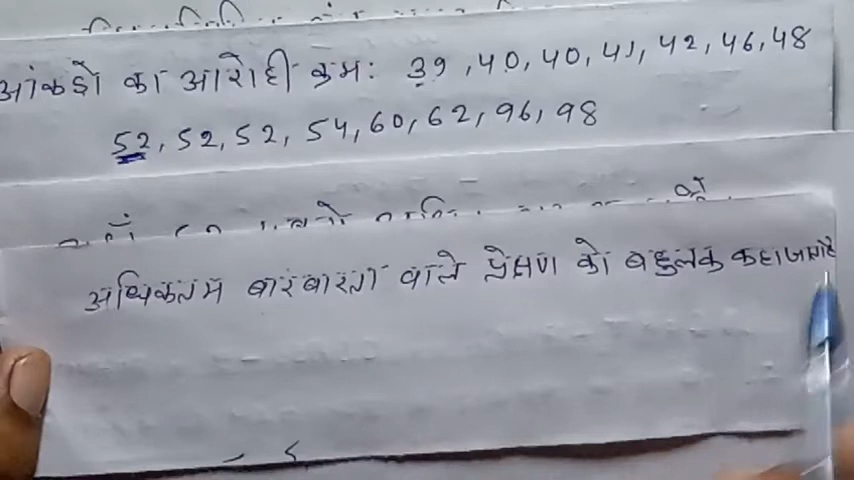 आंकड़ो का आरोही क्रम: 39, 40, 40, 41, 42, 46, 48
52, 52, 52, 54, 60, 62, 96, 98
अधिकतम बारंबारता वाले प्रेक्षण को बहुलक कहा जाता है